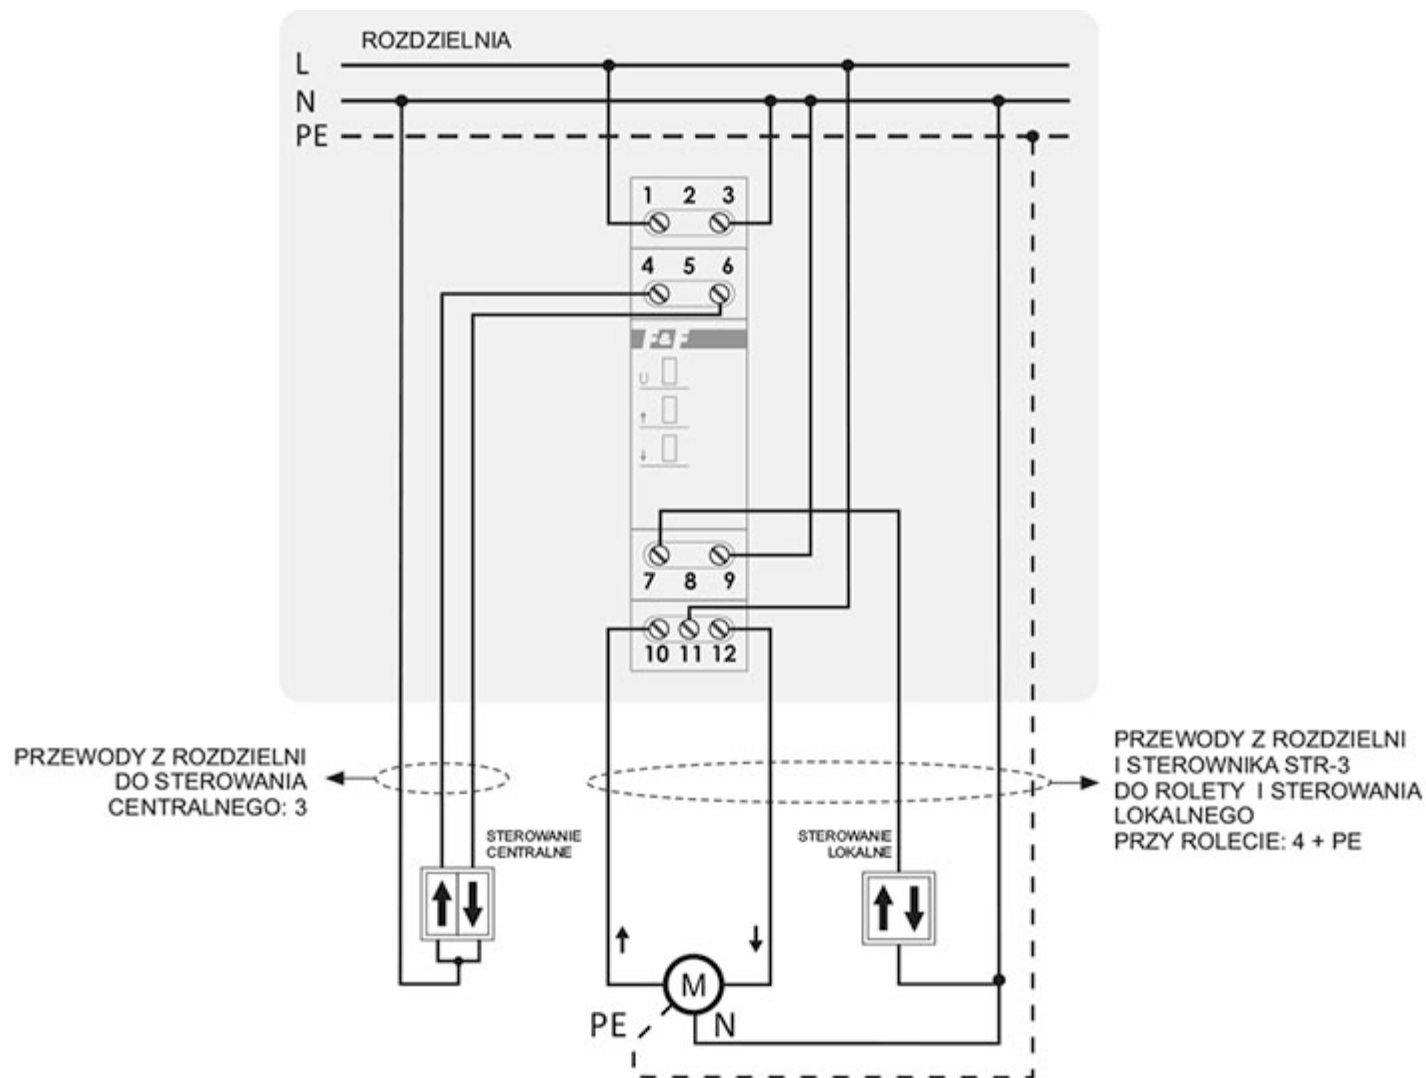 ROZDZIELNIA
L
N
PE
1 2 3
4 5 6
F&F
U
7 8 9
10 11 12
PRZEWODY Z ROZDZIELNI
DO STEROWANIA
CENTRALNEGO: 3
PRZEWODY Z ROZDZIELNI
I STEROWNIKA STR-3
DO ROLETY I STEROWANIA
LOKALNEGO
PRZY ROLECIE: 4 + PE
STEROWANIE
CENTRALNE
STEROWANIE
LOKALNE
M
PE
N